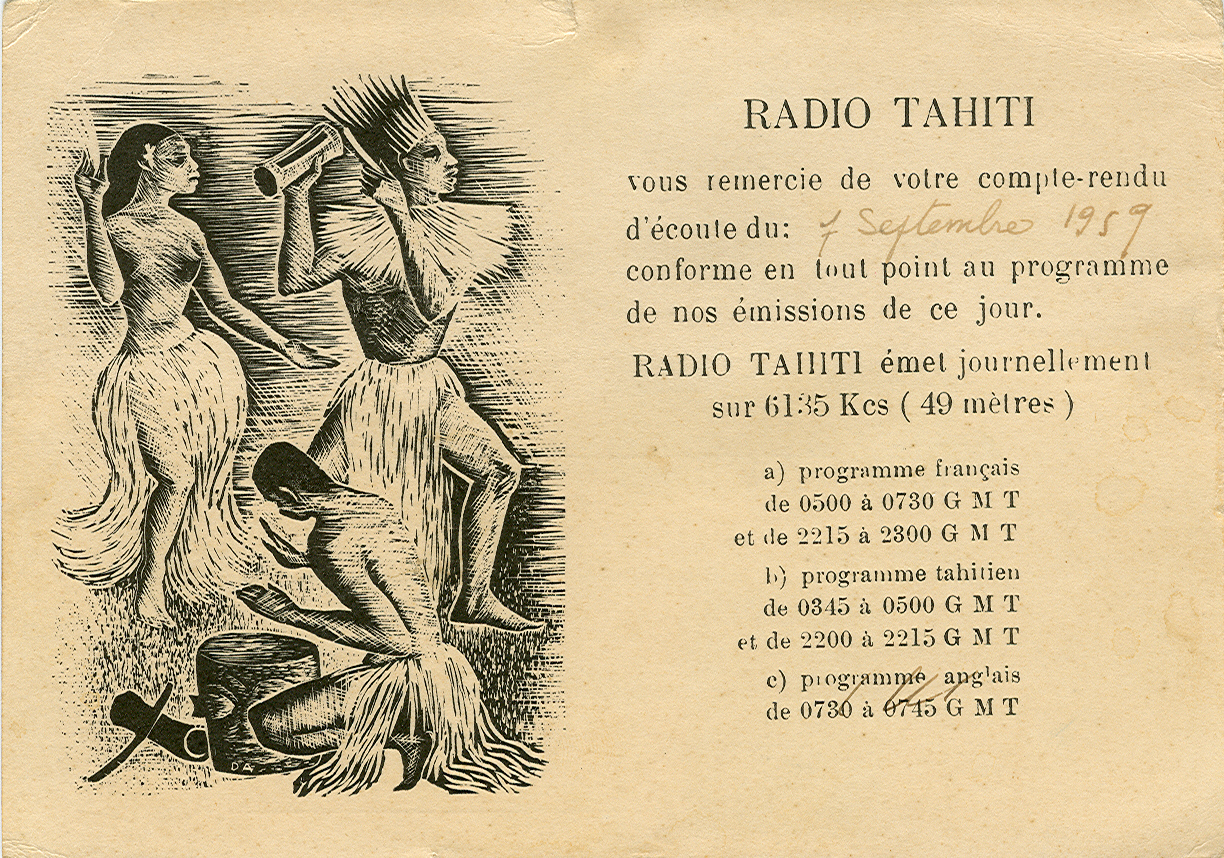 RADIO TAHITI
vous remercie de votre compte-rendu
d'écoute du: 7 Septembre 1959
conforme en tout point au programme
de nos émissions de ce jour.
RADIO TAHITI émet journellement
sur 6135 Kcs ( 49 mètres )
a) programme français
de 0500 à 0730 G M T
et de 2215 à 2300 G M T
b) programme tahitien
de 0345 à 0500 G M T
et de 2200 à 2215 G M T
c) programme anglais
de 0730 à 0745 G M T
DA